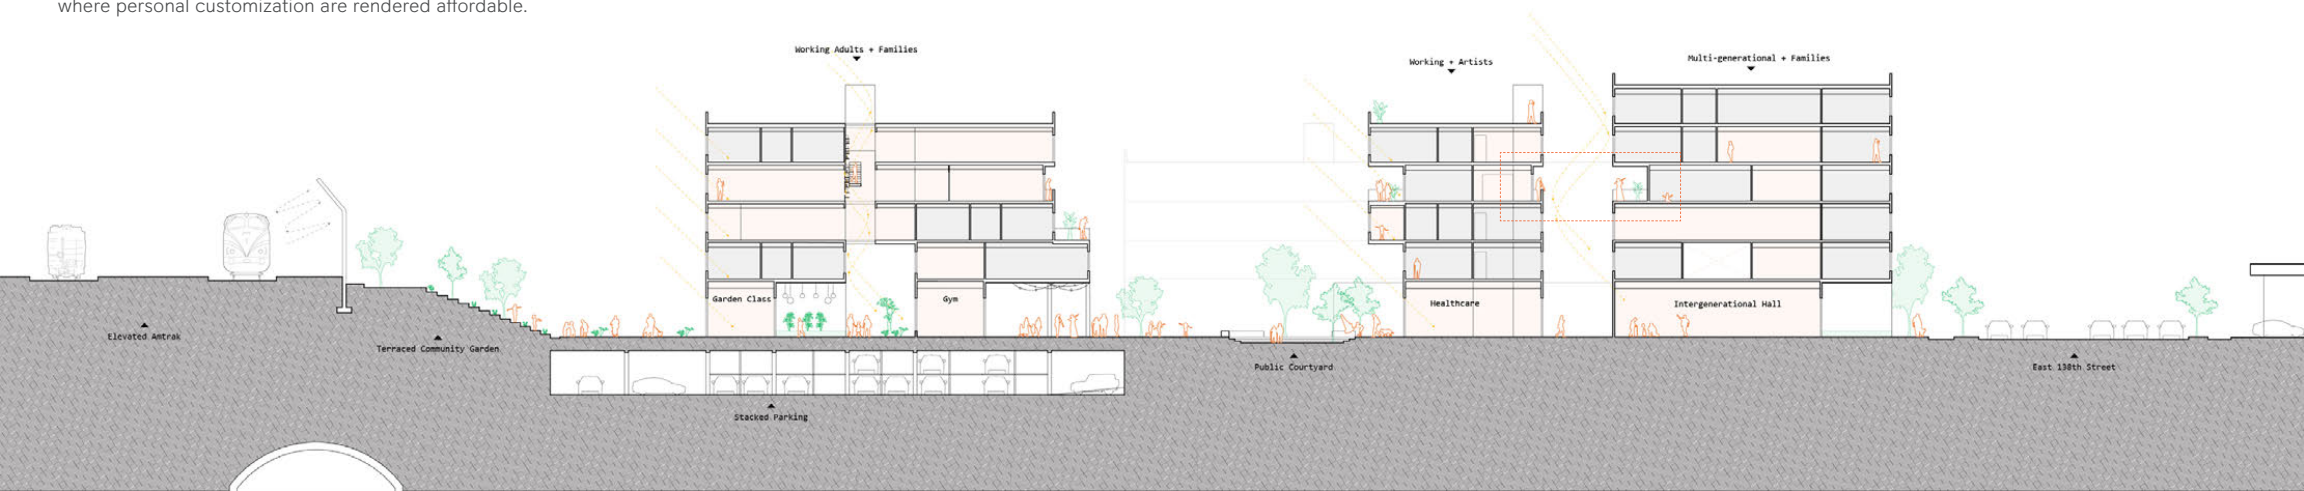 where personal customization are rendered affordable.
Working Adults + Families
Working + Artists
Multi-generational + Families
Garden Class
Gym
Healthcare
Intergenerational Hall
Elevated Amtrak
Terraced Community Garden
Public Courtyard
East 138th Street
Stacked Parking